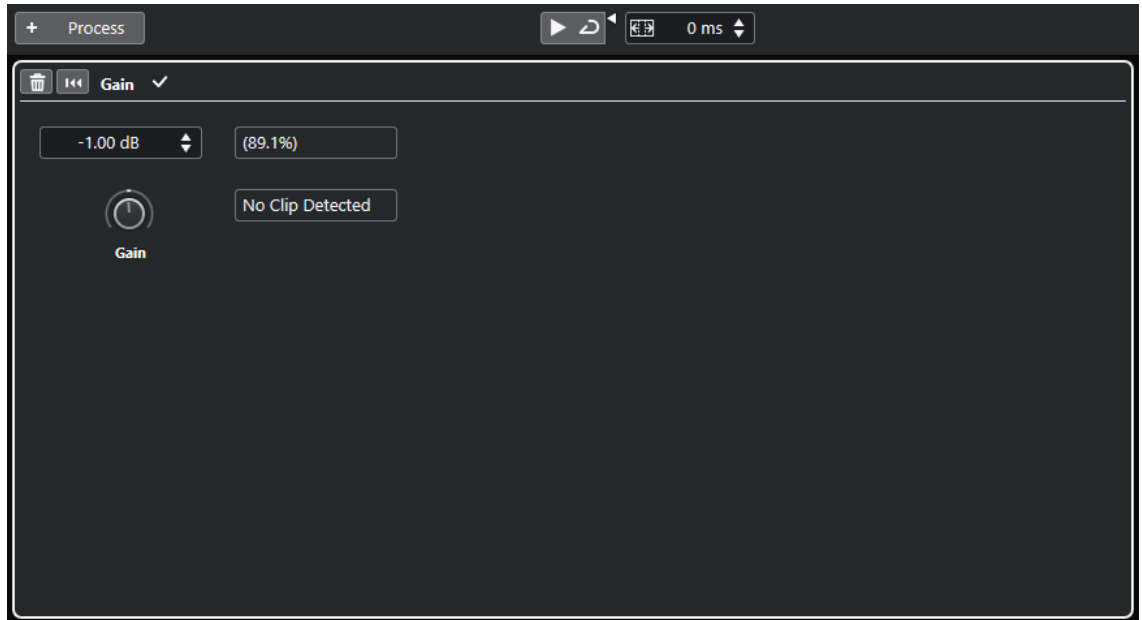 + Process
0 ms
Gain
-1.00 dB
(89.1%)
No Clip Detected
Gain